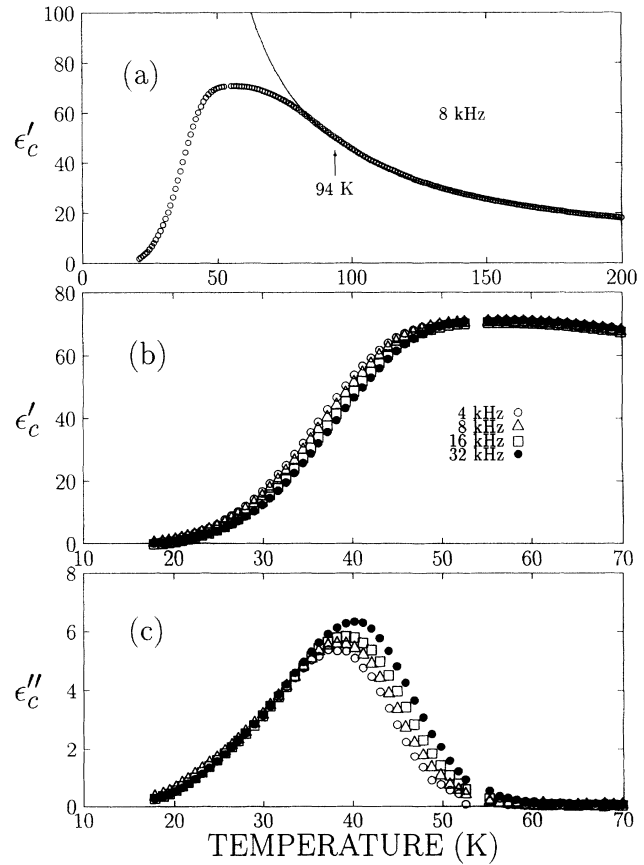 100
80
60
40
20
0
ϵ′c
(a)
8 kHz
94 K
0 50 100 150 200
80
60
40
20
0
ϵ′c
(b)
4 kHz ○
8 kHz △
16 kHz □
32 kHz ●
10 20 30 40 50 60 70
8
6
4
2
0
ϵ″c
(c)
10 20 30 40 50 60 70
TEMPERATURE (K)